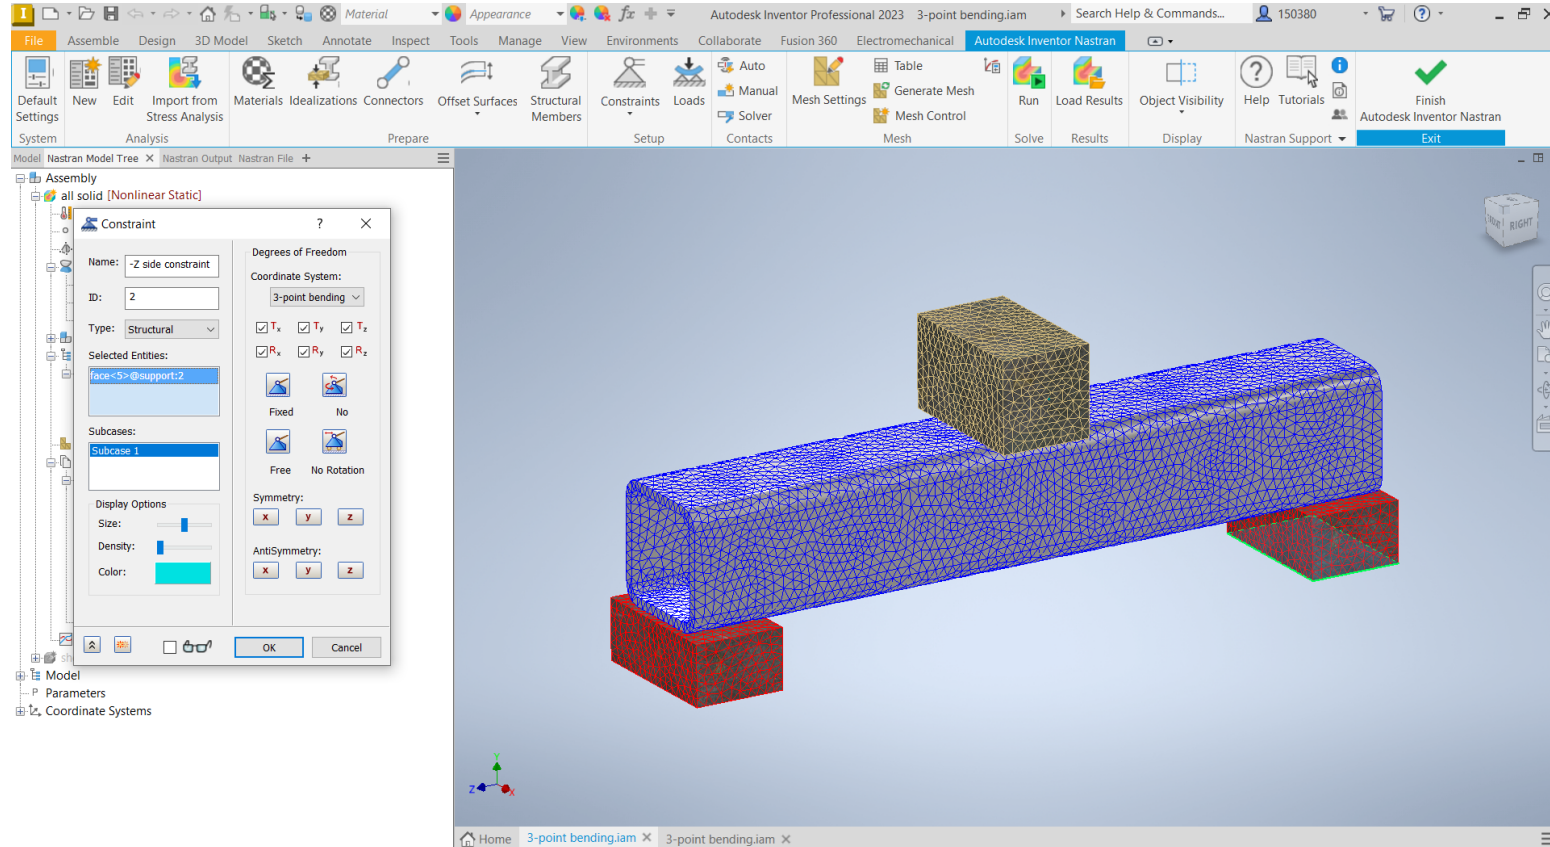 Material
Appearance
fx
Autodesk Inventor Professional 2023 3-point bending.iam
Search Help & Commands...
150380
File Assemble Design 3D Model Sketch Annotate Inspect Tools Manage View Environments Collaborate Fusion 360 Electromechanical Autodesk Inventor Nastran
Default Settings
New
Edit
Import from Stress Analysis
Materials
Idealizations
Connectors
Offset Surfaces
Structural Members
Constraints
Loads
Auto
Manual
Solver
Mesh Settings
Table
Generate Mesh
Mesh Control
Run
Load Results
Object Visibility
Help
Tutorials
Finish Autodesk Inventor Nastran
System Analysis Prepare Setup Contacts Mesh Solve Results Display Nastran Support Exit
Model Nastran Model Tree Nastran Output Nastran File +
Assembly
all solid [Nonlinear Static]
Constraint
Name: -Z side constraint
ID: 2
Type: Structural
Selected Entities:
face<5>@support:2
Subcases:
Subcase 1
Display Options
Size:
Density:
Color:
Degrees of Freedom
Coordinate System:
3-point bending
Tx Ty Tz
Rx Ry Rz
Fixed No
Free No Rotation
Symmetry:
x y z
AntiSymmetry:
x y z
OK Cancel
sh
Model
P Parameters
Coordinate Systems
RIGHT
Y
Z
X
Home 3-point bending.iam 3-point bending.iam